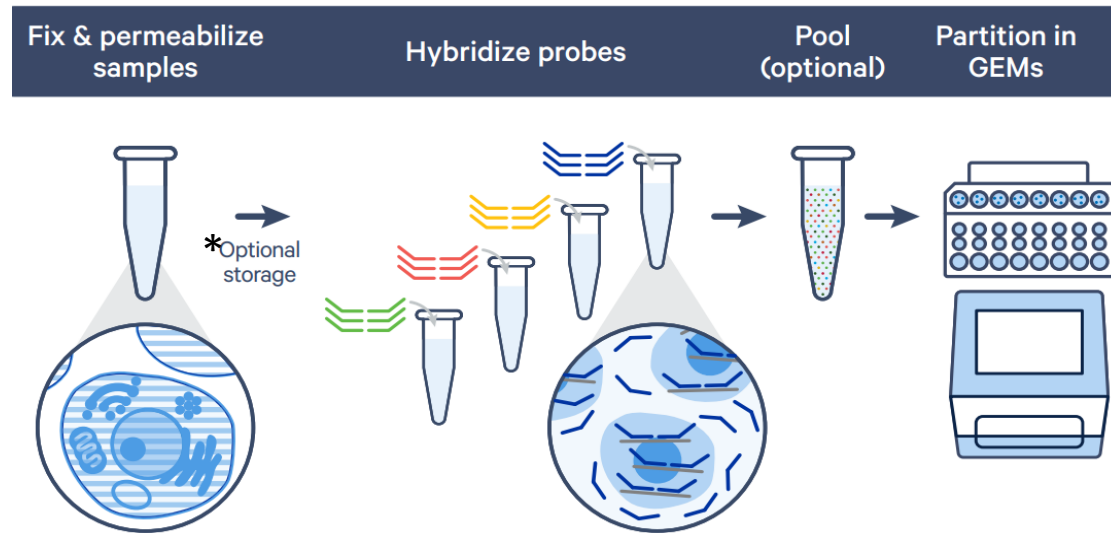 Fix & permeabilize
samples
Hybridize probes
Pool
(optional)
Partition in
GEMs
*Optional
storage